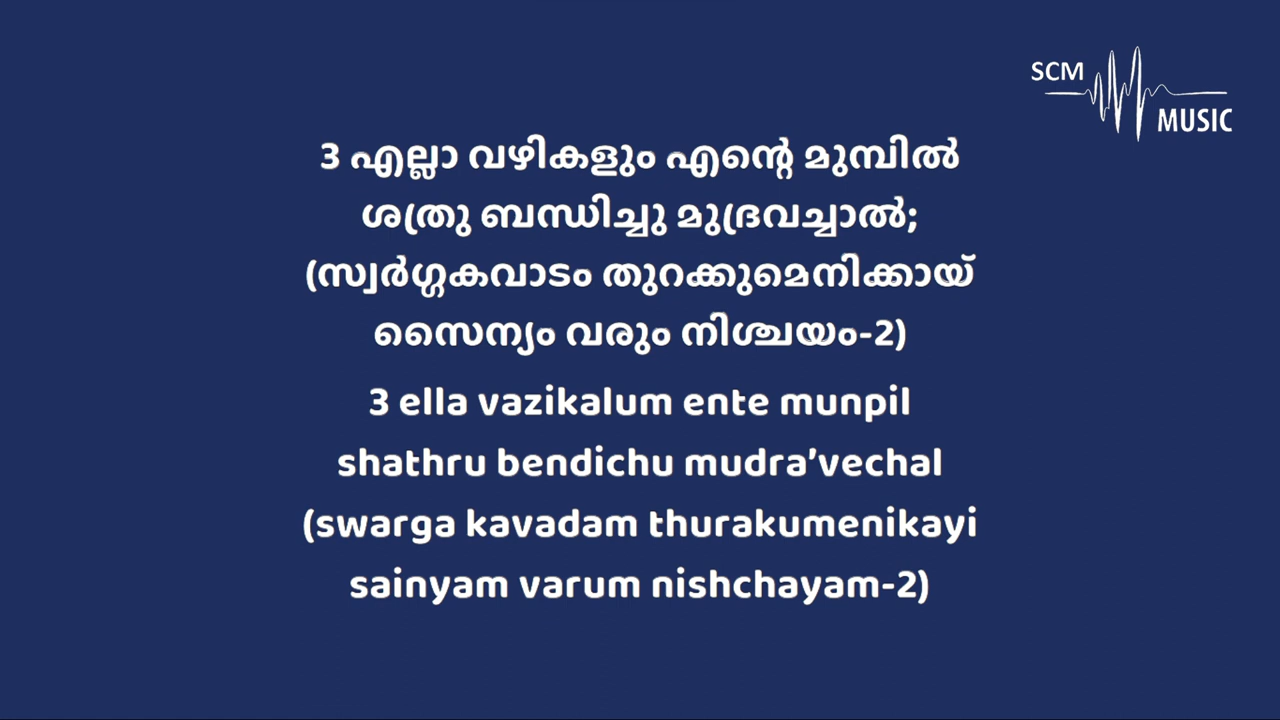 SCM
MUSIC
3 എല്ലാ വഴികളും എന്റെ മുമ്പിൽ
ശത്രു ബന്ധിച്ചു മുദ്രവച്ചാൽ;
(സ്വർഗ്ഗകവാടം തുറക്കുമെനിക്കായ്
സൈന്യം വരും നിശ്ചയം-2)
3 ella vazikalum ente munpil
shathru bendichu mudra’vechal
(swarga kavadam thurakumenikayi
sainyam varum nishchayam-2)